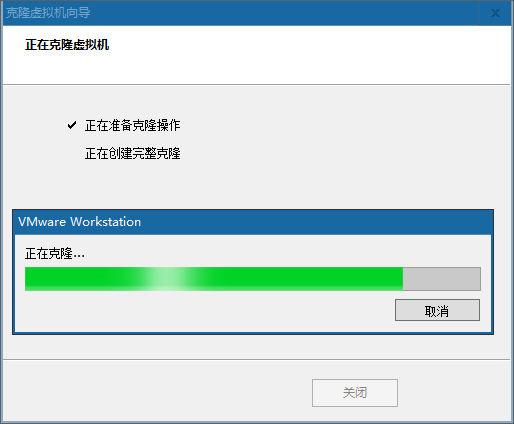 克隆虚拟机向导
正在克隆虚拟机
正在准备克隆操作
正在创建完整克隆
VMware Workstation
正在克隆...
取消
关闭